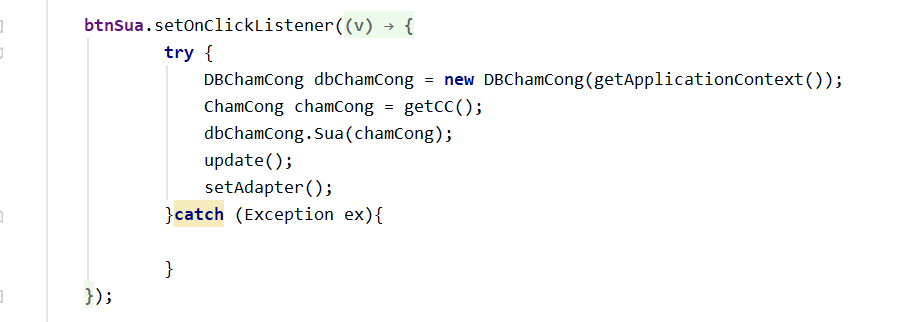 btnSua.setOnClickListener((v) → {
try {
DBChamCong dbChamCong = new DBChamCong(getApplicationContext());
ChamCong chamCong = getCC();
dbChamCong.Sua(chamCong);
update();
setAdapter();
}catch (Exception ex){
}
});